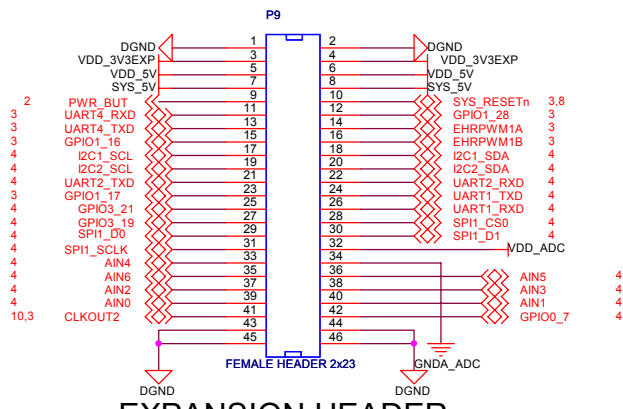 P9
DGND 1 2 DGND
VDD_3V3EXP 3 4 VDD_3V3EXP
VDD_5V 5 6 VDD_5V
SYS_5V 7 8 SYS_5V
2 PWR_BUT 9 10 SYS_RESETn 3,8
3 UART4_RXD 11 12 GPIO1_28 3
3 UART4_TXD 13 14 EHRPWM1A 3
3 GPIO1_16 15 16 EHRPWM1B 3
4 I2C1_SCL 17 18 I2C1_SDA 4
4 I2C2_SCL 19 20 I2C2_SDA 4
4 UART2_TXD 21 22 UART2_RXD 4
3 GPIO1_17 23 24 UART1_TXD 4
4 GPIO3_21 25 26 UART1_RXD 4
4 GPIO3_19 27 28 SPI1_CS0 4
4 SPI1_D0 29 30 SPI1_D1 4
4 SPI1_SCLK 31 32 VDD_ADC
4 AIN4 33 34
4 AIN6 35 36 AIN5 4
4 AIN2 37 38 AIN3 4
4 AIN0 39 40 AIN1 4
10,3 CLKOUT2 41 42 GPIO0_7 4
43 44
45 46
FEMALE HEADER 2x23 GNDA_ADC
DGND DGND
EXPANSION HEADER